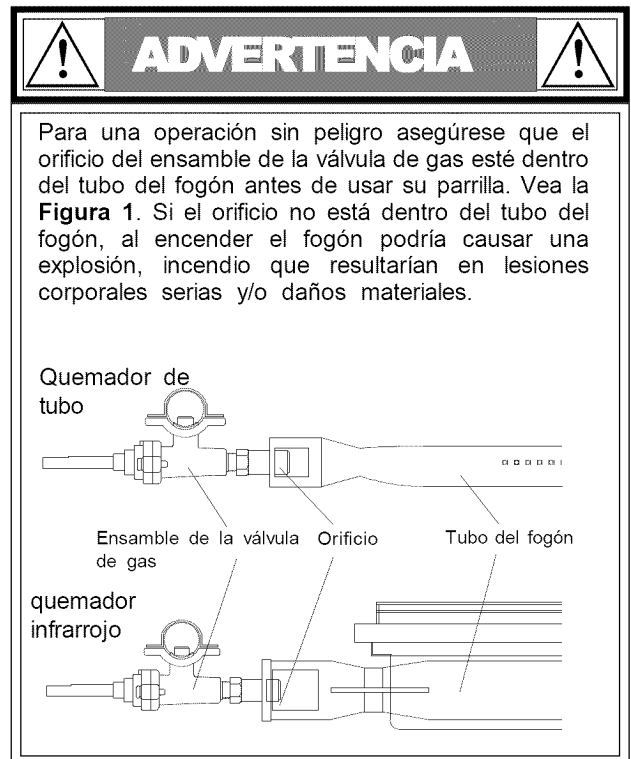 ADVERTENCIA
Para una operación sin peligro asegúrese que el
orificio del ensamble de la válvula de gas esté dentro
del tubo del fogón antes de usar su parrilla. Vea la
Figura 1. Si el orificio no está dentro del tubo del
fogón, al encender el fogón podría causar una
explosión, incendio que resultarían en lesiones
corporales serias y/o daños materiales.
Quemador de
tubo
Ensamble de la válvula
de gas
Orificio
Tubo del fogón
quemador
infrarrojo